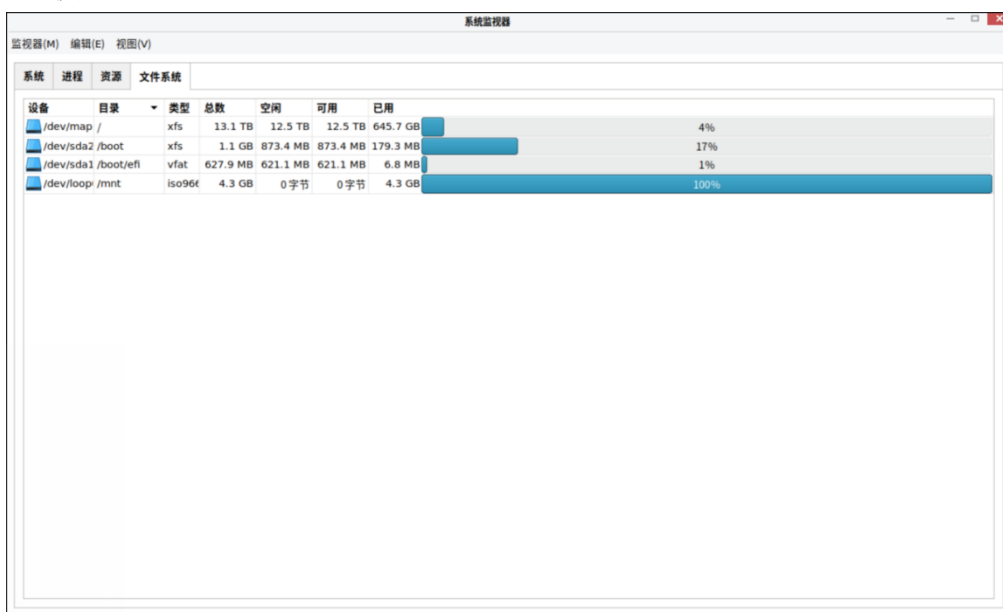 系统监视器
监视器(M) 编辑(E) 视图(V)
系统 进程 资源 文件系统
设备 目录 类型 总数 空闲 可用 已用
/dev/map / xfs 13.1 TB 12.5 TB 12.5 TB 645.7 GB 4%
/dev/sda2 /boot xfs 1.1 GB 873.4 MB 873.4 MB 179.3 MB 17%
/dev/sda1 /boot/efi vfat 627.9 MB 621.1 MB 621.1 MB 6.8 MB 1%
/dev/loop /mnt iso966 4.3 GB 0字节 0字节 4.3 GB 100%